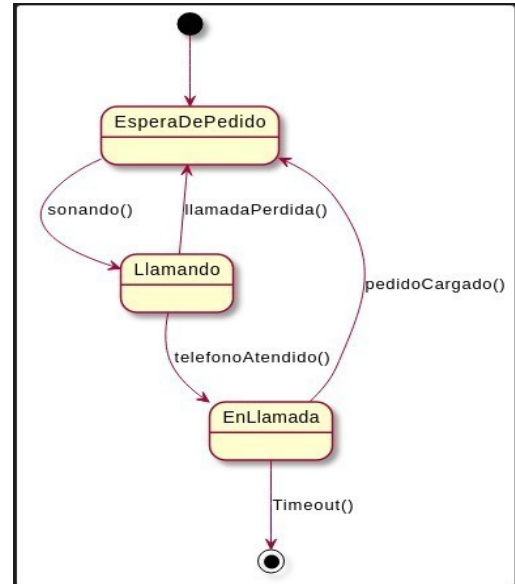 EsperaDePedido
sonando()
llamadaPerdida()
Llamando
pedidoCargado()
telefonoAtendido()
EnLlamada
Timeout()